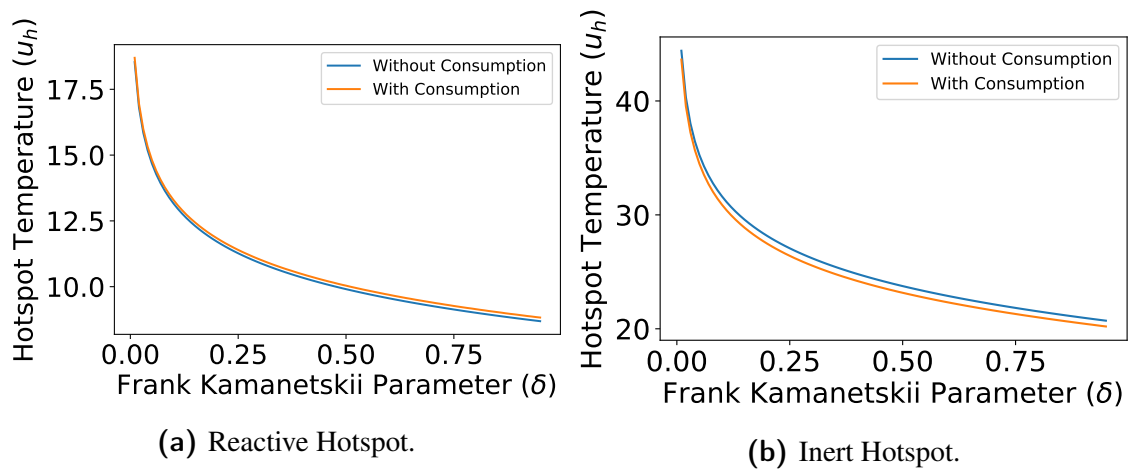 Hotspot Temperature (u_h)
17.5
15.0
12.5
10.0
Without Consumption
With Consumption
0.00 0.25 0.50 0.75
Frank Kamanetskii Parameter (δ)
(a) Reactive Hotspot.
Hotspot Temperature (u_h)
40
30
20
Without Consumption
With Consumption
0.00 0.25 0.50 0.75
Frank Kamanetskii Parameter (δ)
(b) Inert Hotspot.